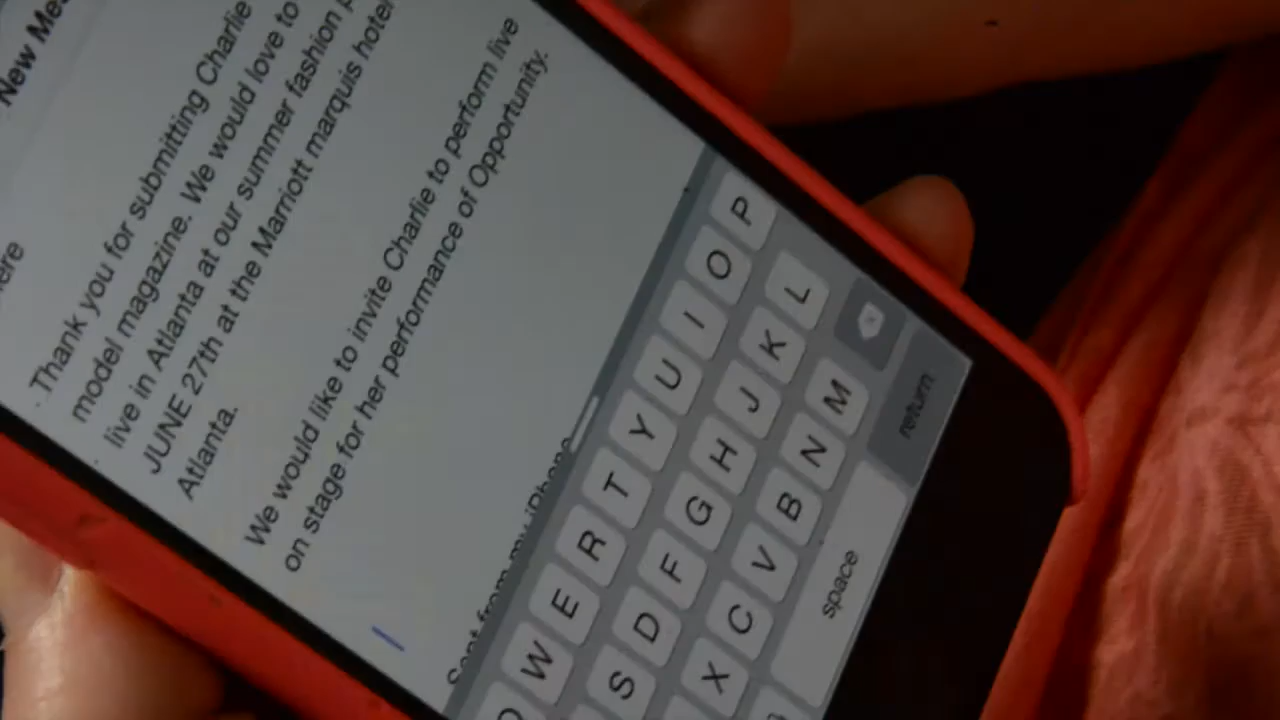 New Me
ere
Thank you for submitting Charlie
model magazine. We would love to
live in Atlanta at our summer fashion
JUNE 27th at the Marriott marquis hotel
Atlanta.
We would like to invite Charlie to perform live
on stage for her performance of Opportunity.
Sent from my iPhone
W E R T Y U I O P
S D F G H J K L
X C V B N M
space return